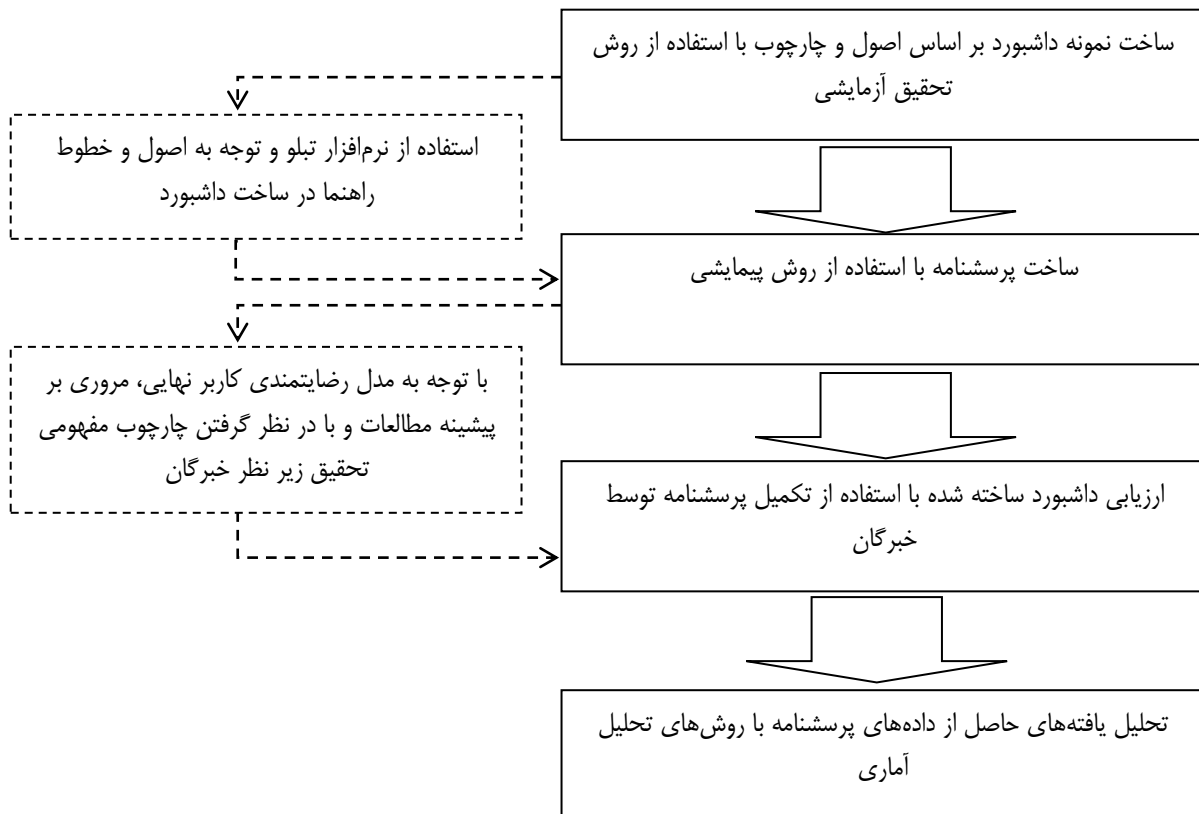 ساخت نمونه داشبورد بر اساس اصول و چارچوب با استفاده از روش
تحقیق آزمایشی
استفاده از نرم‌افزار تبلو و توجه به اصول و خطوط
راهنما در ساخت داشبورد
ساخت پرسشنامه با استفاده از روش پیمایشی
با توجه به مدل رضایتمندی کاربر نهایی، مروری بر
پیشینه مطالعات و با در نظر گرفتن چارچوب مفهومی
تحقیق زیر نظر خبرگان
ارزیابی داشبورد ساخته شده با استفاده از تکمیل پرسشنامه توسط
خبرگان
تحلیل یافته‌های حاصل از داده‌های پرسشنامه با روش‌های تحلیل
آماری